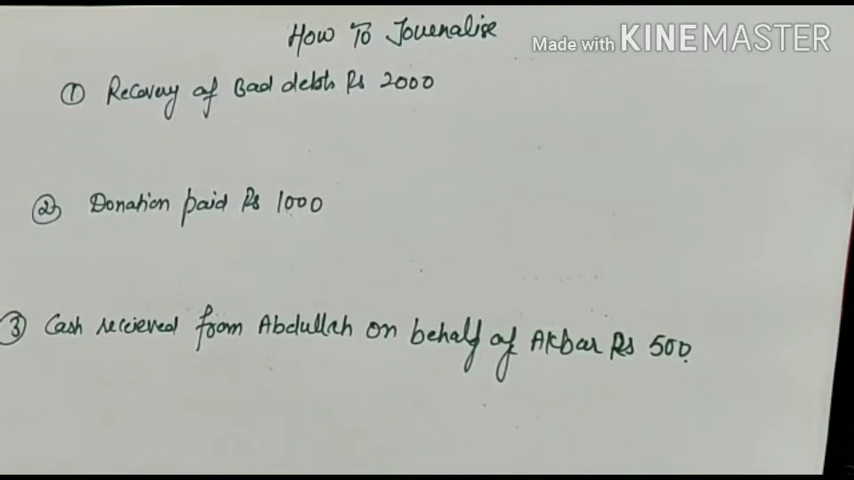 How To Journalise
Made with KINEMASTER
① Recovery of Bad debts Rs 2000
② Donation paid Rs 1000
③ Cash recieved from Abdullah on behalf of Akbar Rs 500.